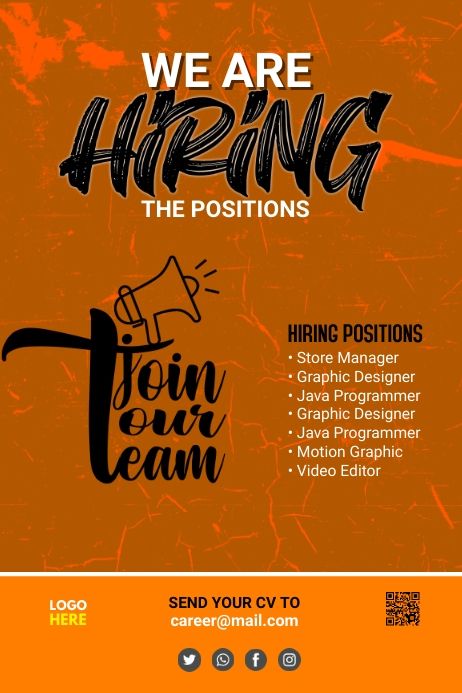 WE ARE
HIRING
THE POSITIONS
Join
our
team
HIRING POSITIONS
• Store Manager
• Graphic Designer
• Java Programmer
• Graphic Designer
• Java Programmer
• Motion Graphic
• Video Editor
LOGO
HERE
SEND YOUR CV TO
career@mail.com